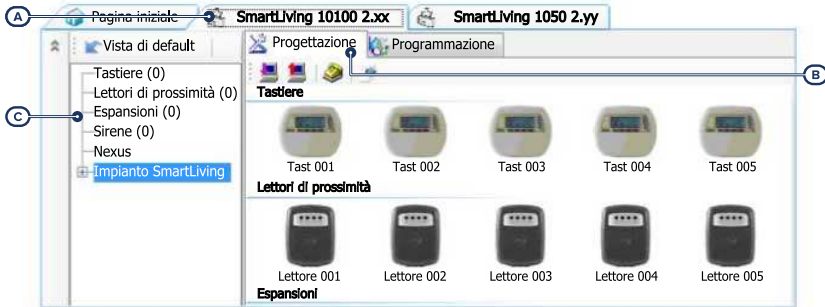 A Pagina iniziale SmartLiving 10100 2.xx SmartLiving 1050 2.yy
Vista di default Progettazione Programmazione
B
Tastiere (0)
Lettori di prossimità (0)
C Espansioni (0)
Sirene (0)
Nexus
Impianto SmartLiving
Tastiere
Tast 001 Tast 002 Tast 003 Tast 004 Tast 005
Lettori di prossimità
Lettore 001 Lettore 002 Lettore 003 Lettore 004 Lettore 005
Espansioni